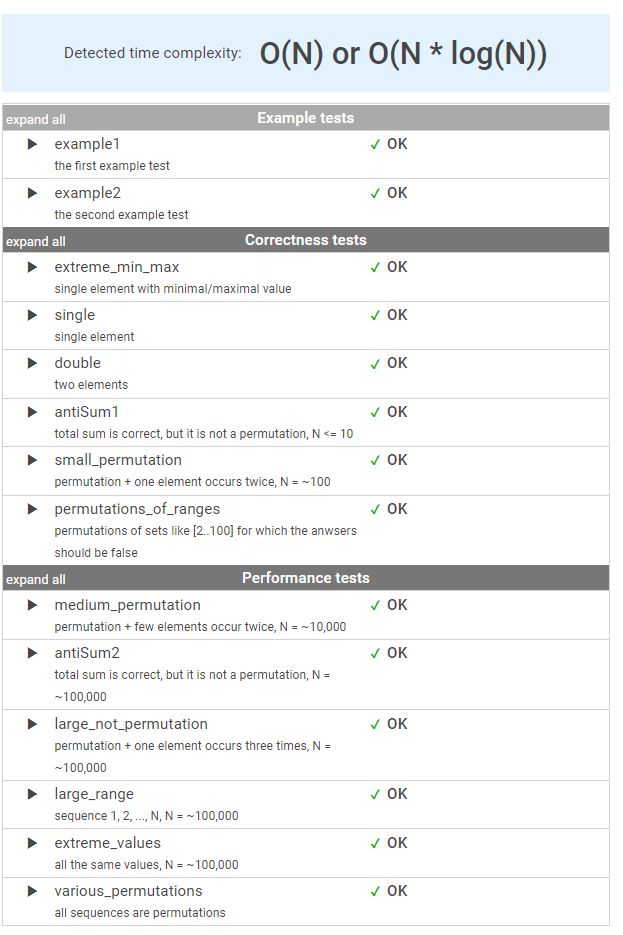 Detected time complexity: O(N) or O(N * log(N))
expand all Example tests
example1 ✓ OK
the first example test
example2 ✓ OK
the second example test
expand all Correctness tests
extreme_min_max ✓ OK
single element with minimal/maximal value
single ✓ OK
single element
double ✓ OK
two elements
antiSum1 ✓ OK
total sum is correct, but it is not a permutation, N <= 10
small_permutation ✓ OK
permutation + one element occurs twice, N = ~100
permutations_of_ranges ✓ OK
permutations of sets like [2..100] for which the anwsers
should be false
expand all Performance tests
medium_permutation ✓ OK
permutation + few elements occur twice, N = ~10,000
antiSum2 ✓ OK
total sum is correct, but it is not a permutation, N =
~100,000
large_not_permutation ✓ OK
permutation + one element occurs three times, N =
~100,000
large_range ✓ OK
sequence 1, 2, ..., N, N = ~100,000
extreme_values ✓ OK
all the same values, N = ~100,000
various_permutations ✓ OK
all sequences are permutations